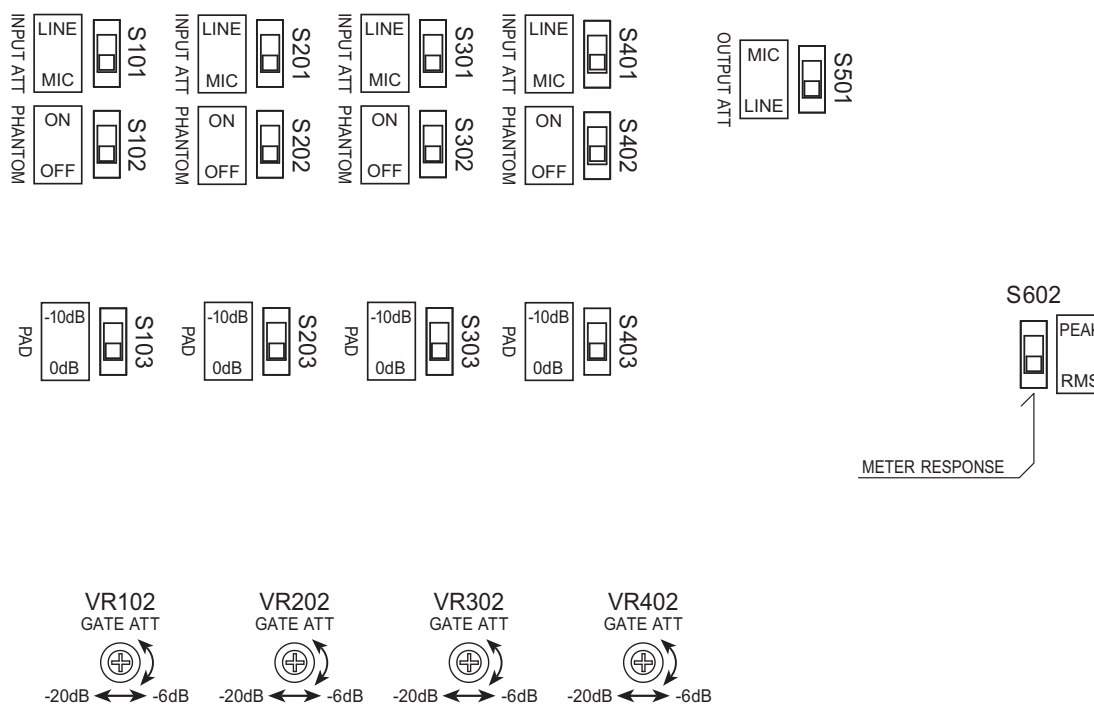 INPUT ATT
LINE
MIC
S101
INPUT ATT
LINE
MIC
S201
INPUT ATT
LINE
MIC
S301
INPUT ATT
LINE
MIC
S401
OUTPUT ATT
MIC
LINE
S501
PHANTOM
ON
OFF
S102
PHANTOM
ON
OFF
S202
PHANTOM
ON
OFF
S302
PHANTOM
ON
OFF
S402
PAD
-10dB
0dB
S103
PAD
-10dB
0dB
S203
PAD
-10dB
0dB
S303
PAD
-10dB
0dB
S403
S602
PEAK
RMS
METER RESPONSE
VR102
GATE ATT
-20dB -6dB
VR202
GATE ATT
-20dB -6dB
VR302
GATE ATT
-20dB -6dB
VR402
GATE ATT
-20dB -6dB